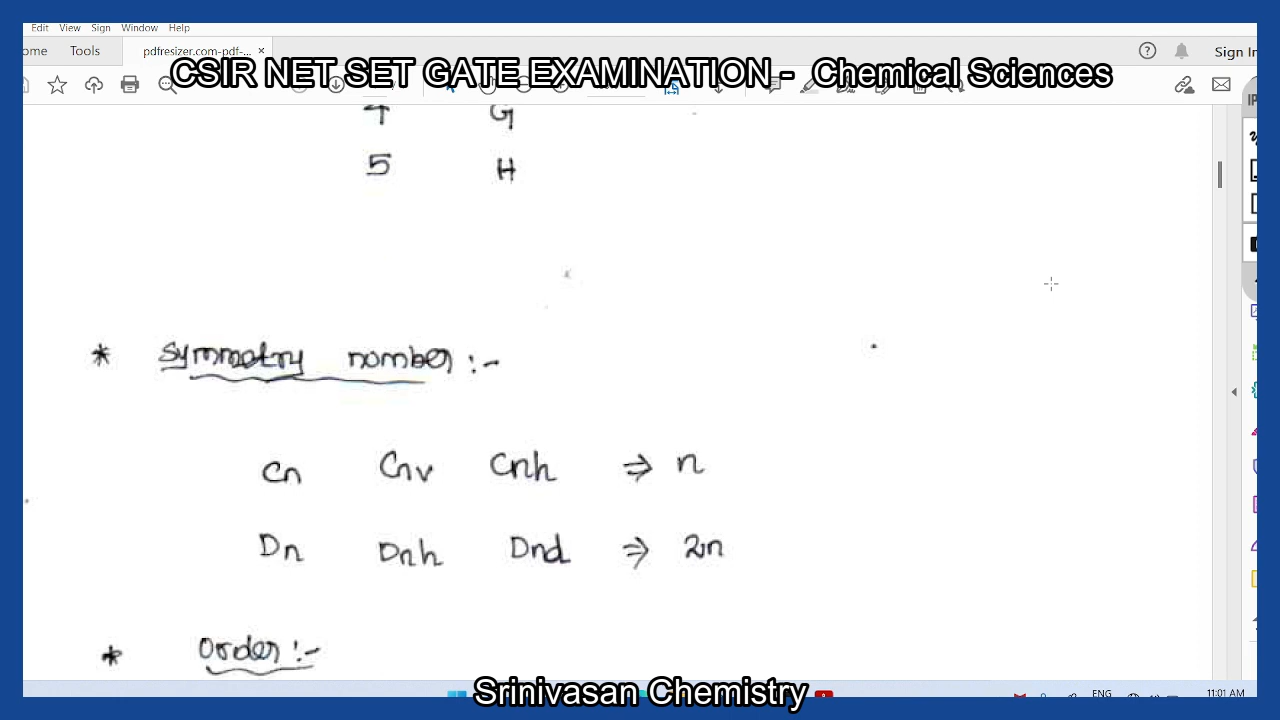 Edit View Sign Window Help
ome Tools pdfresizer.com-pdf-... × Sign In
CSIR NET SET GATE EXAMINATION - Chemical Sciences
G
5 H
* Symmetry number :-
Cn Cnv Cnh ⇒ n
Dn Dnh Dnd ⇒ 2n
* Order :-
Srinivasan Chemistry
ENG 11:01 AM